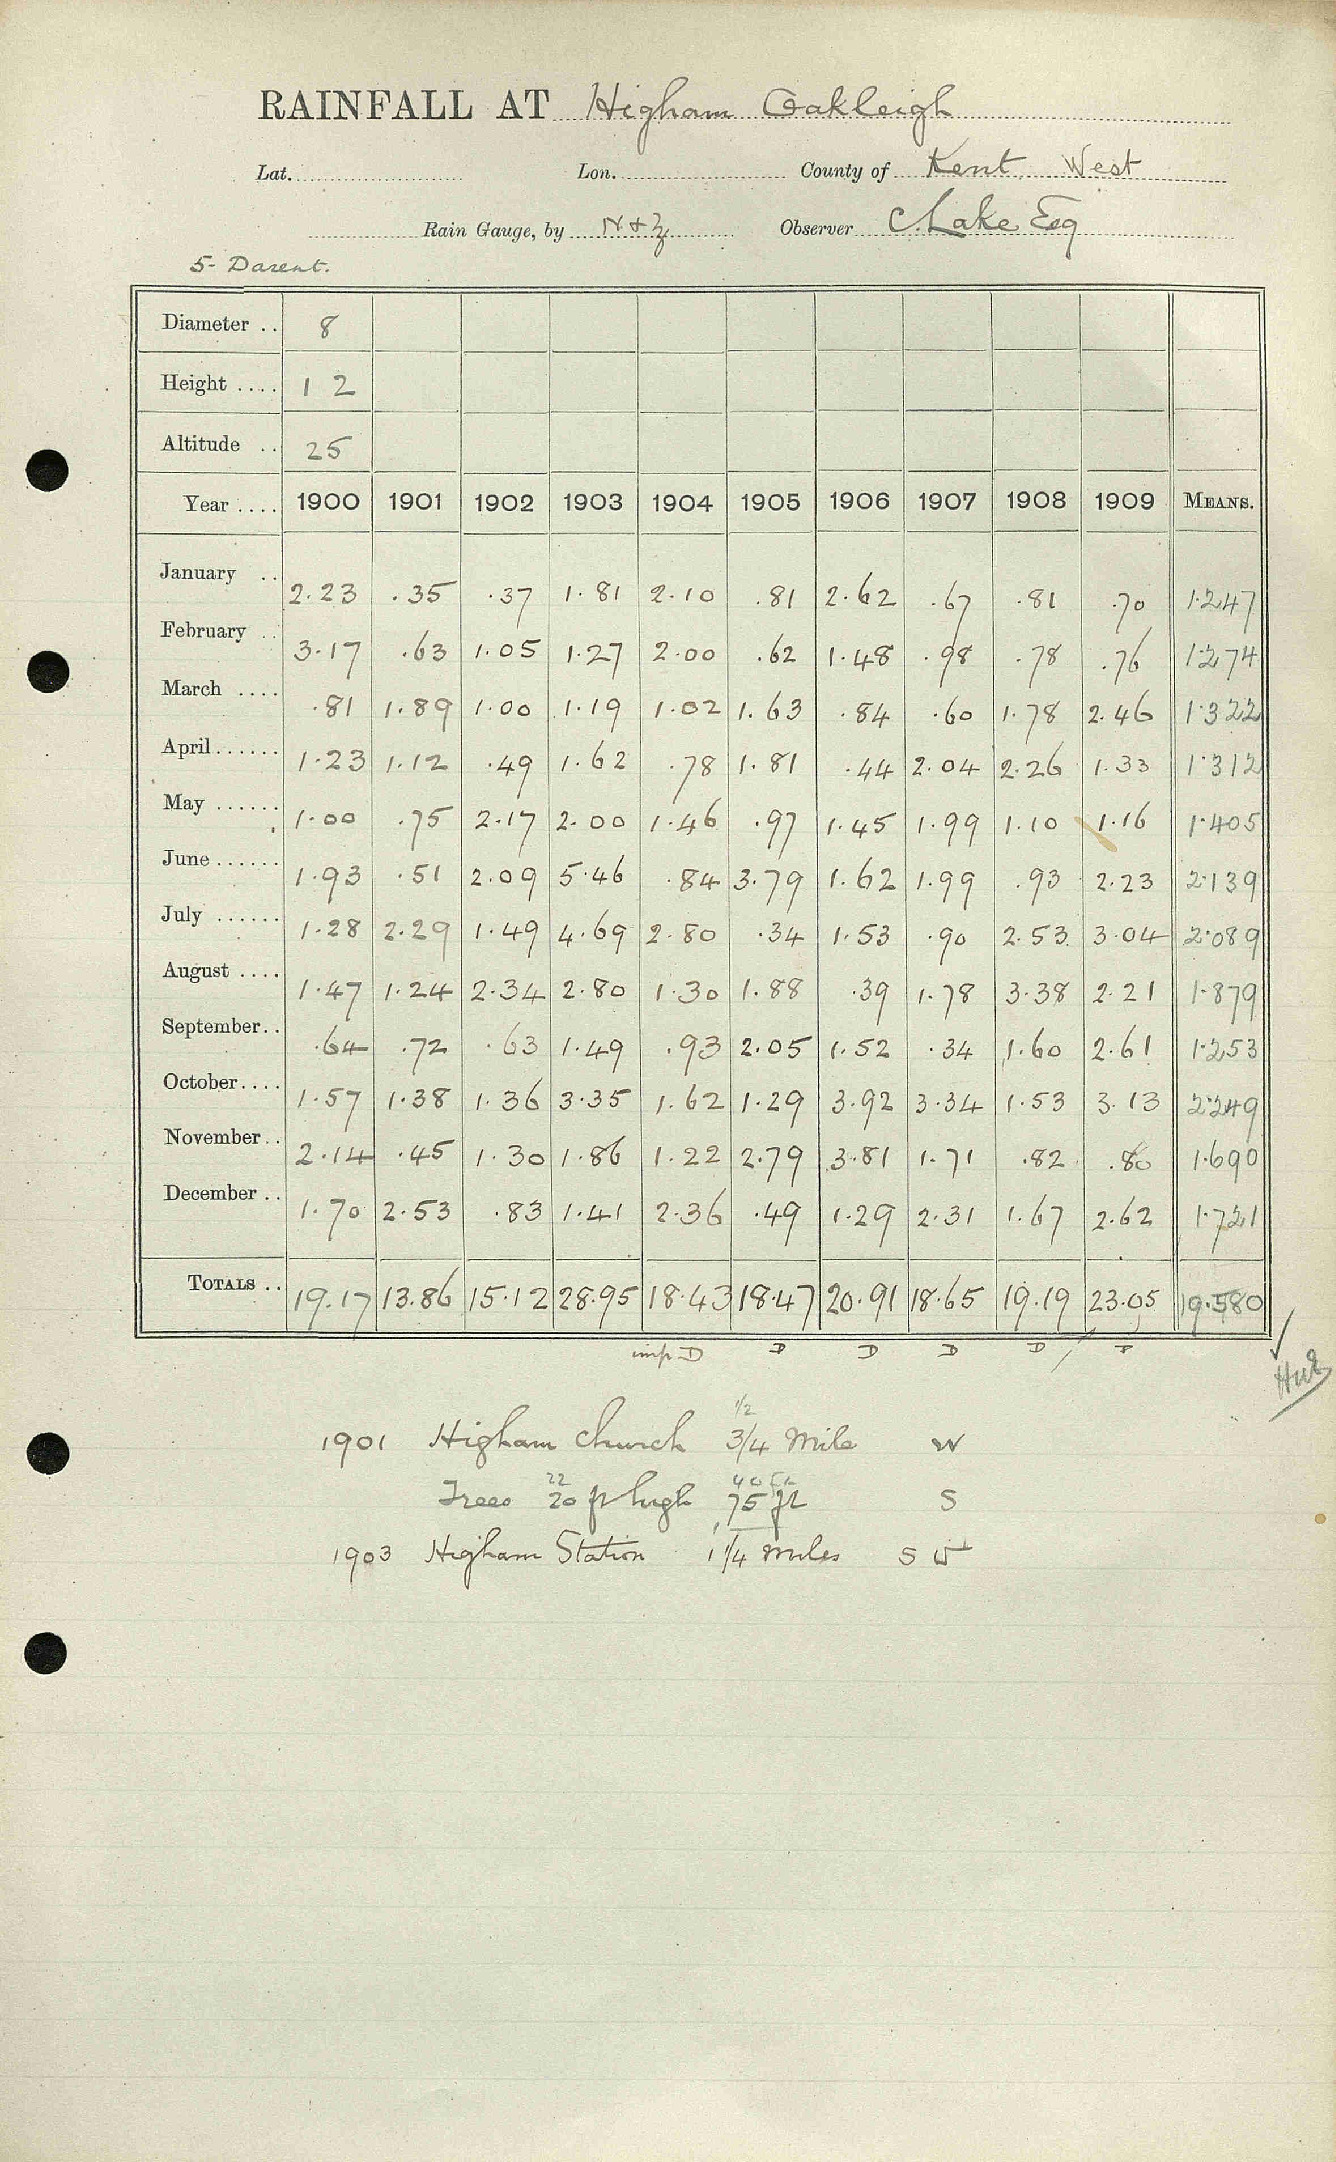 RAINFALL AT Higham Oakleigh
Lat. Lon. County of Kent West
Rain Gauge, by N & Z Observer C. Lake Esq
5- Darent.
Diameter .. 8
Height .... 12
Altitude .. 25
Year .... 1900 1901 1902 1903 1904 1905 1906 1907 1908 1909 MEANS.
January .. 2.23 .35 .37 1.81 2.10 .81 2.62 .67 .81 .70 1.247
February .. 3.17 .63 1.05 1.27 2.00 .62 1.48 .98 .78 .76 1.274
March .... .81 1.89 1.00 1.19 1.02 1.63 .84 .60 1.78 2.46 1.322
April...... 1.23 1.12 .49 1.62 .78 1.81 .44 2.04 2.26 1.33 1.312
May ...... 1.00 .75 2.17 2.00 1.46 .97 1.45 1.99 1.10 1.16 1.405
June ...... 1.93 .51 2.09 5.46 .84 3.79 1.62 1.99 .93 2.23 2.139
July ...... 1.28 2.29 1.49 4.69 2.80 .34 1.53 .90 2.53 3.04 2.089
August .... 1.47 1.24 2.34 2.80 1.30 1.88 .39 1.78 3.38 2.21 1.879
September.. .64 .72 .63 1.49 .93 2.05 1.52 .34 1.60 2.61 1.253
October.... 1.57 1.38 1.36 3.35 1.62 1.29 3.92 3.34 1.53 3.13 2.249
November.. 2.14 .45 1.30 1.86 1.22 2.79 3.81 1.71 .82 .80 1.690
December .. 1.70 2.53 .83 1.41 2.36 .49 1.29 2.31 1.67 2.62 1.721
TOTALS .. 19.17 13.86 15.12 28.95 18.43 18.47 20.91 18.65 19.19 23.05 19.580
imp D D D D D D
1/2
1901 Higham Church 3/4 Mile W
22 40 ft
Trees 20 ft high 75 ft S
1903 Higham Station 1 1/4 miles S W